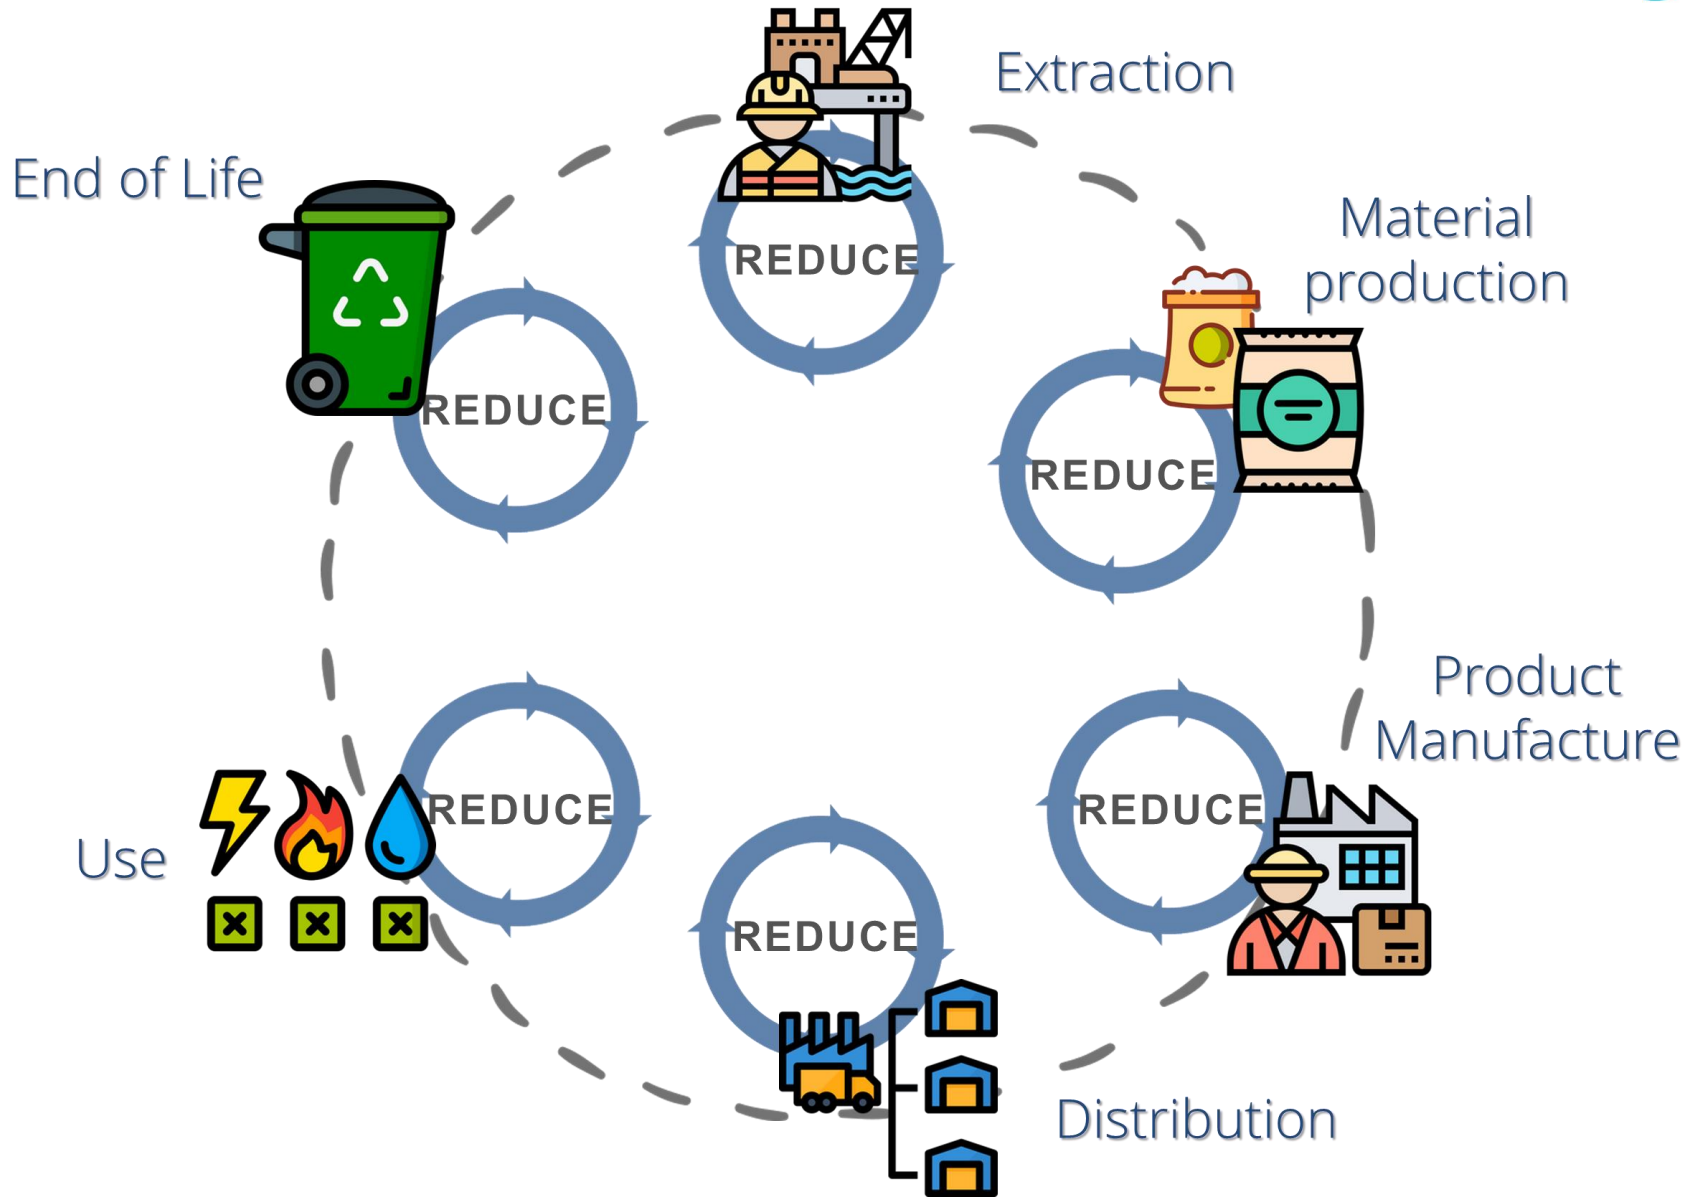 Extraction
End of Life
Material
production
REDUCE
REDUCE
REDUCE
Product
Manufacture
REDUCE
REDUCE
Use
REDUCE
Distribution